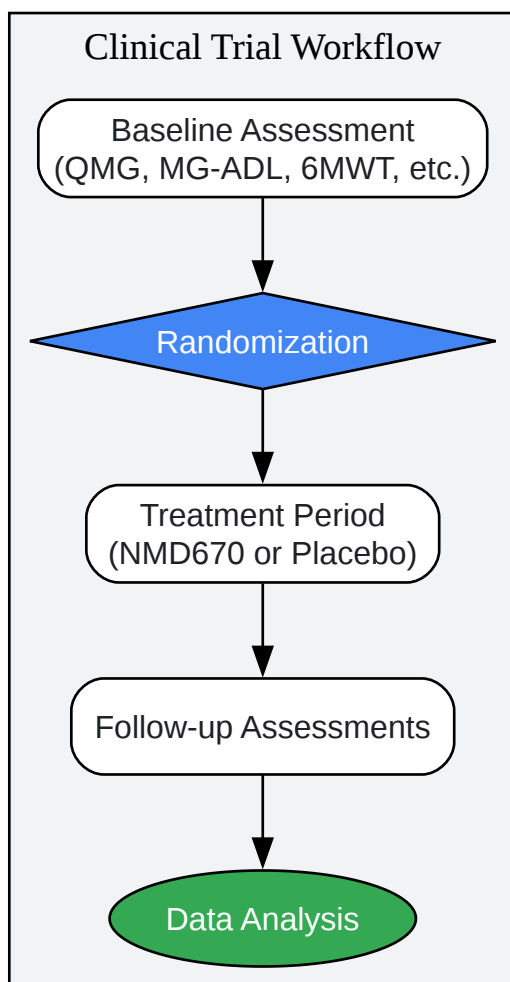 Clinical Trial Workflow
Baseline Assessment
(QMG, MG-ADL, 6MWT, etc.)
Randomization
Treatment Period
(NMD670 or Placebo)
Follow-up Assessments
Data Analysis